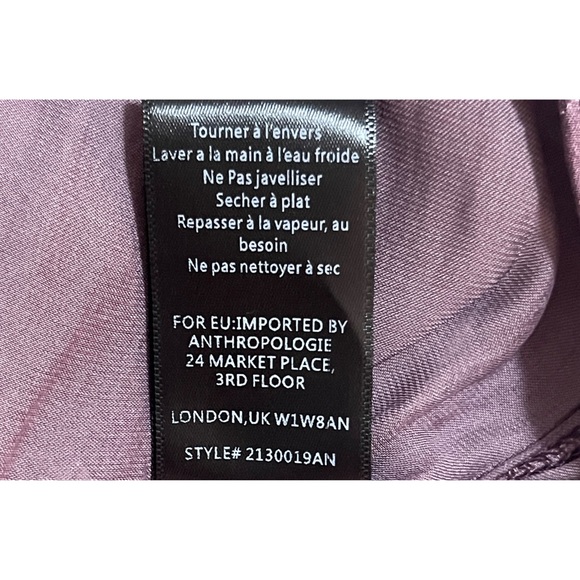 Tourner à l'envers
Laver a la main à l'eau froide
Ne Pas javelliser
Secher à plat
Repasser à la vapeur, au
besoin
Ne pas nettoyer à sec
FOR EU:IMPORTED BY
ANTHROPOLOGIE
24 MARKET PLACE,
3RD FLOOR
LONDON,UK W1W8AN
STYLE# 2130019AN